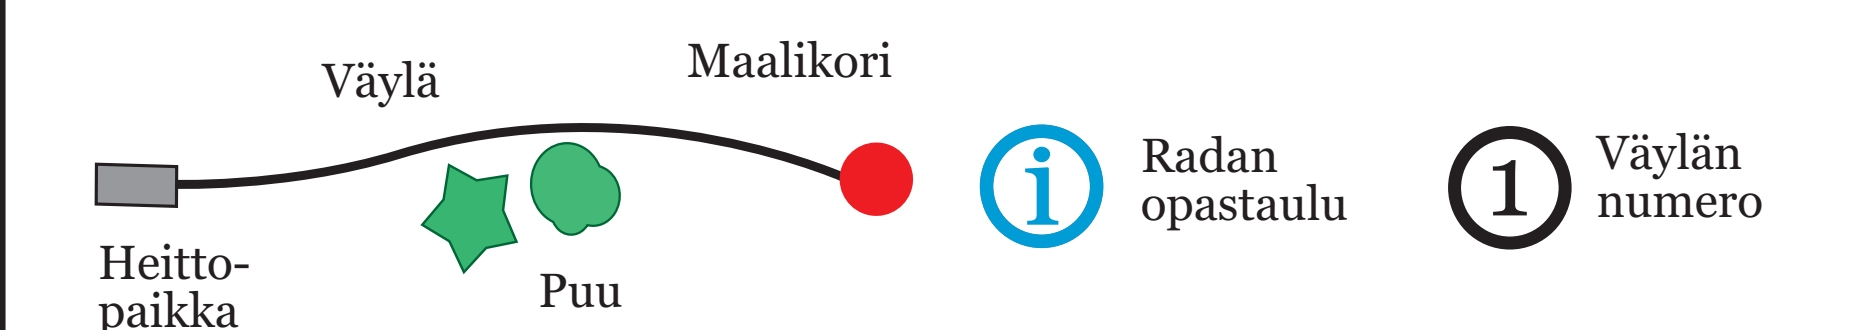 Väylä
Maalikori
Heitto-
paikka
Puu
i
Radan
opastaulu
1
Väylän
numero